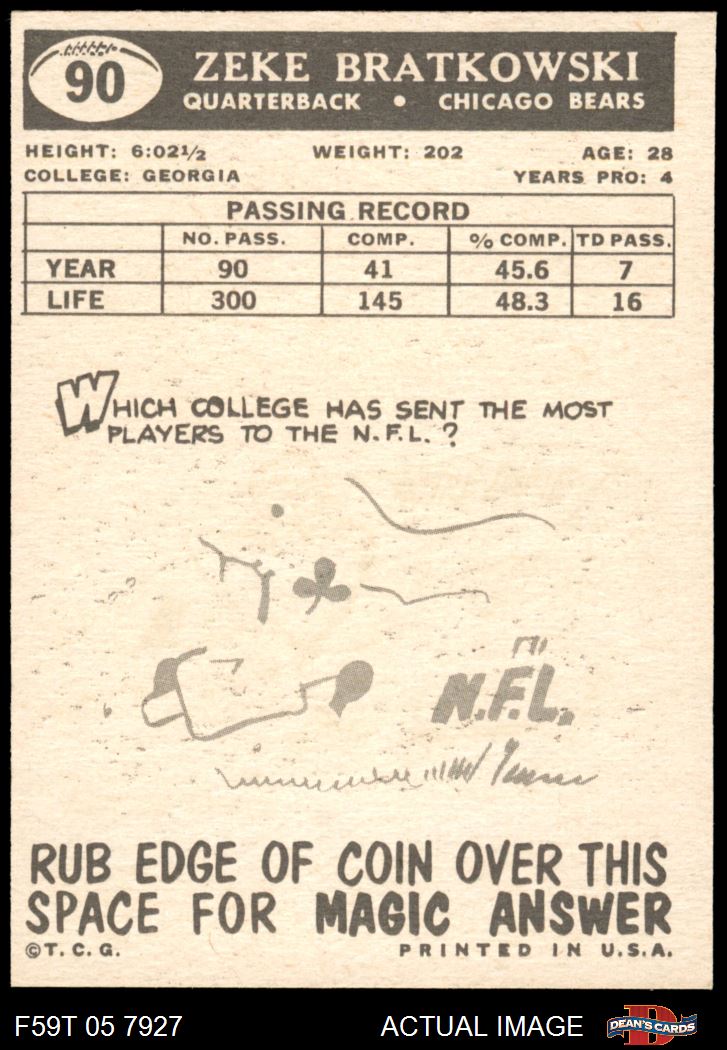 90
ZEKE BRATKOWSKI
QUARTERBACK • CHICAGO BEARS
HEIGHT: 6:02½ WEIGHT: 202 AGE: 28
COLLEGE: GEORGIA YEARS PRO: 4
PASSING RECORD
NO. PASS. COMP. % COMP. TD PASS.
YEAR 90 41 45.6 7
LIFE 300 145 48.3 16
WHICH COLLEGE HAS SENT THE MOST
PLAYERS TO THE N.F.L.?
N.F.L.
RUB EDGE OF COIN OVER THIS
SPACE FOR MAGIC ANSWER
©T.C.G. PRINTED IN U.S.A.
F59T 05 7927 ACTUAL IMAGE DEAN'S CARDS